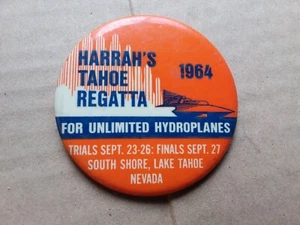 HARRAH'S
TAHOE
REGATTA
1964
FOR UNLIMITED HYDROPLANES
TRIALS SEPT. 23-26: FINALS SEPT. 27
SOUTH SHORE, LAKE TAHOE
NEVADA